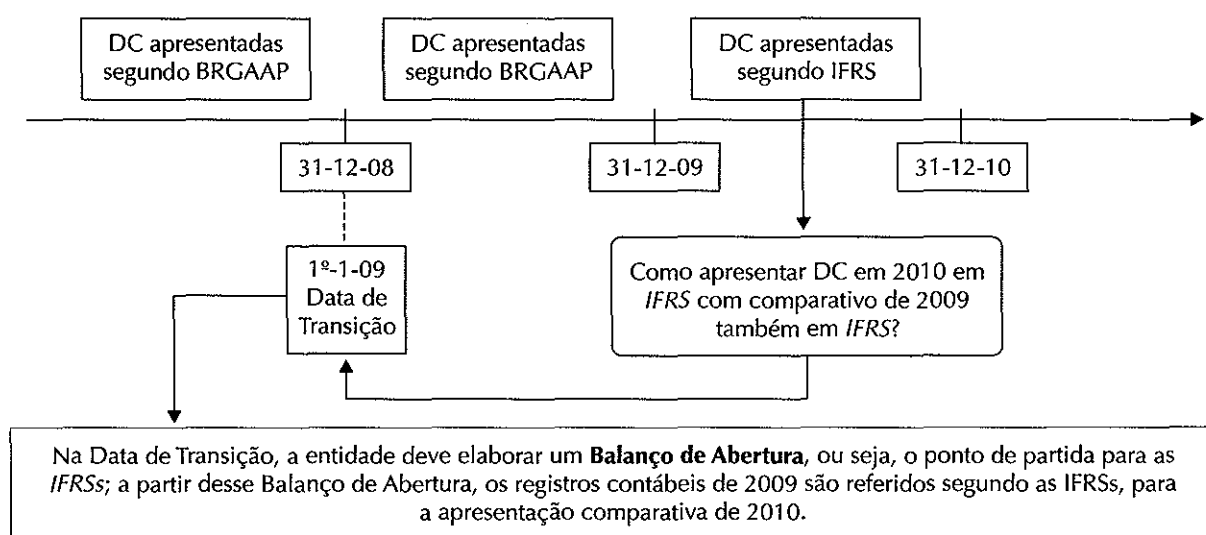 DC apresentadas
segundo BRGAAP
DC apresentadas
segundo BRGAAP
DC apresentadas
segundo IFRS
31-12-08
31-12-09
31-12-10
1º-1-09
Data de
Transição
Como apresentar DC em 2010 em
IFRS com comparativo de 2009
também em IFRS?
Na Data de Transição, a entidade deve elaborar um Balanço de Abertura, ou seja, o ponto de partida para as
IFRSs; a partir desse Balanço de Abertura, os registros contábeis de 2009 são referidos segundo as IFRSs, para
a apresentação comparativa de 2010.